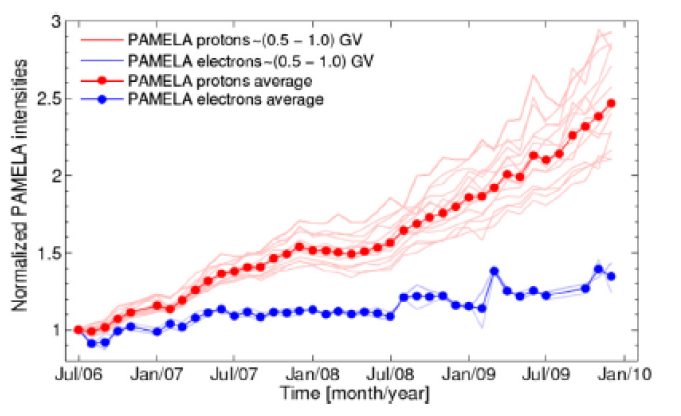 3
PAMELA protons~(0.5 − 1.0) GV
PAMELA electrons~(0.5 − 1.0) GV
PAMELA protons average
PAMELA electrons average
2.5
2
1.5
1
Normalized PAMELA intensities
Jul/06 Jan/07 Jul/07 Jan/08 Jul/08 Jan/09 Jul/09 Jan/10
Time [month/year]